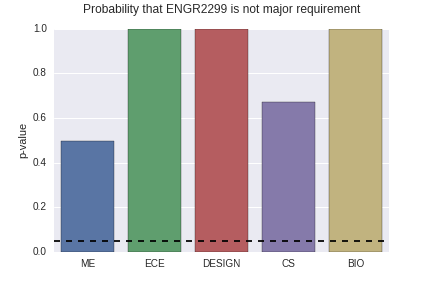 Probability that ENGR2299 is not major requirement
1.0
0.8
0.6
0.4
0.2
0.0
p-value
ME ECE DESIGN CS BIO